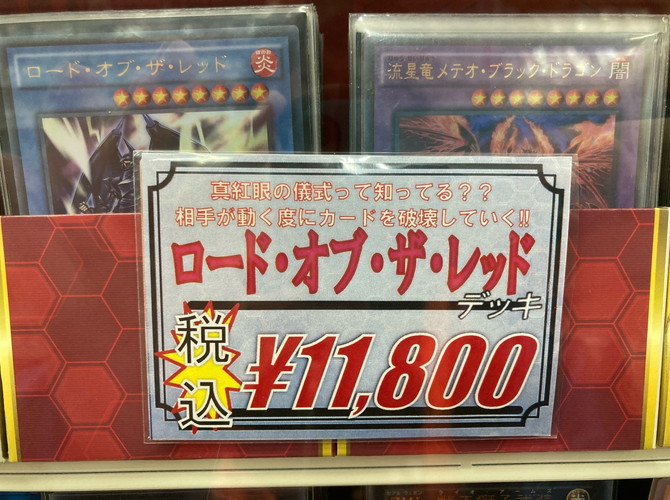 ロード・オブ・ザ・レッド 炎
流星竜メテオ・ブラック・ドラゴン 闇
真紅眼の儀式って知ってる??
相手が動く度にカードを破壊していく!!
ロード・オブ・ザ・レッド
デッキ
税込
¥11,800